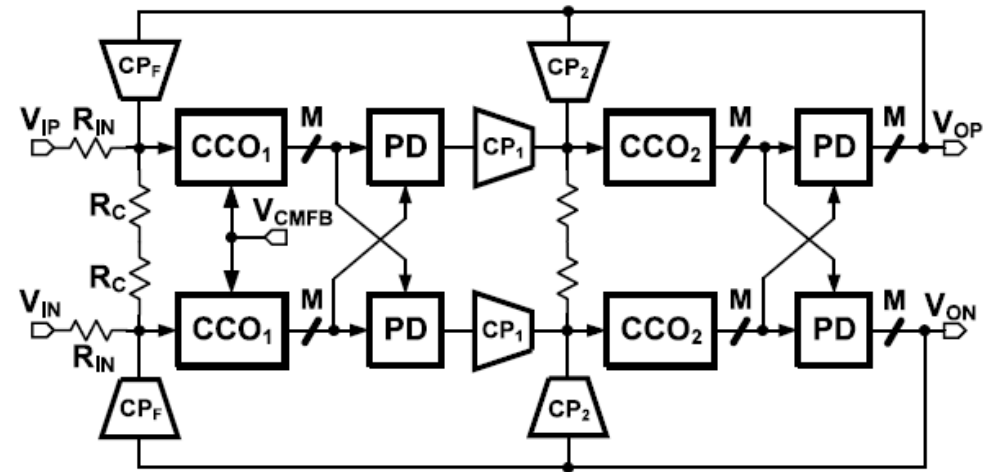 CP_F CP_2
V_IP R_IN CCO_1 M PD CP_1 CCO_2 M PD M V_OP
R_C V_CMFB
R_C
V_IN R_IN CCO_1 M PD CP_1 CCO_2 M PD M V_ON
CP_F CP_2